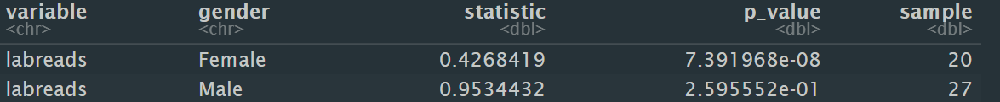 variable gender statistic p_value sample
<chr> <chr> <dbl> <dbl> <dbl>
labreads Female 0.4268419 7.391968e-08 20
labreads Male 0.9534432 2.595552e-01 27